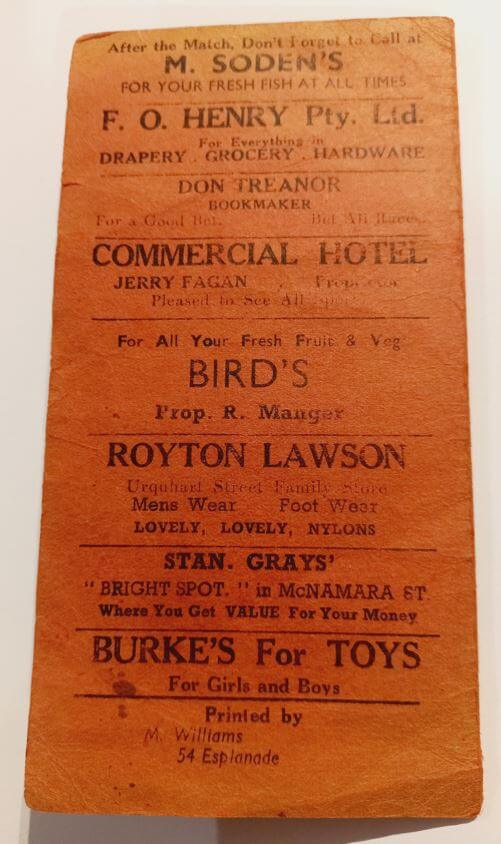 After the Match, Don't Forget to Call at
M. SODEN'S
FOR YOUR FRESH FISH AT ALL TIMES
F. O. HENRY Pty. Ltd.
For Everything in
DRAPERY . GROCERY . HARDWARE
DON TREANOR
BOOKMAKER
For a Good Bet. Bet All Races.
COMMERCIAL HOTEL
JERRY FAGAN . Proprietor
Pleased to See All
For All Your Fresh Fruit & Veg
BIRD'S
Prop. R. Manger
ROYTON LAWSON
Urquhart Street Family Store
Mens Wear Foot Wear
LOVELY, LOVELY, NYLONS
STAN. GRAYS'
"BRIGHT SPOT." in McNAMARA ST.
Where You Get VALUE For Your Money
BURKE'S For TOYS
For Girls and Boys
Printed by
M. Williams
54 Esplanade